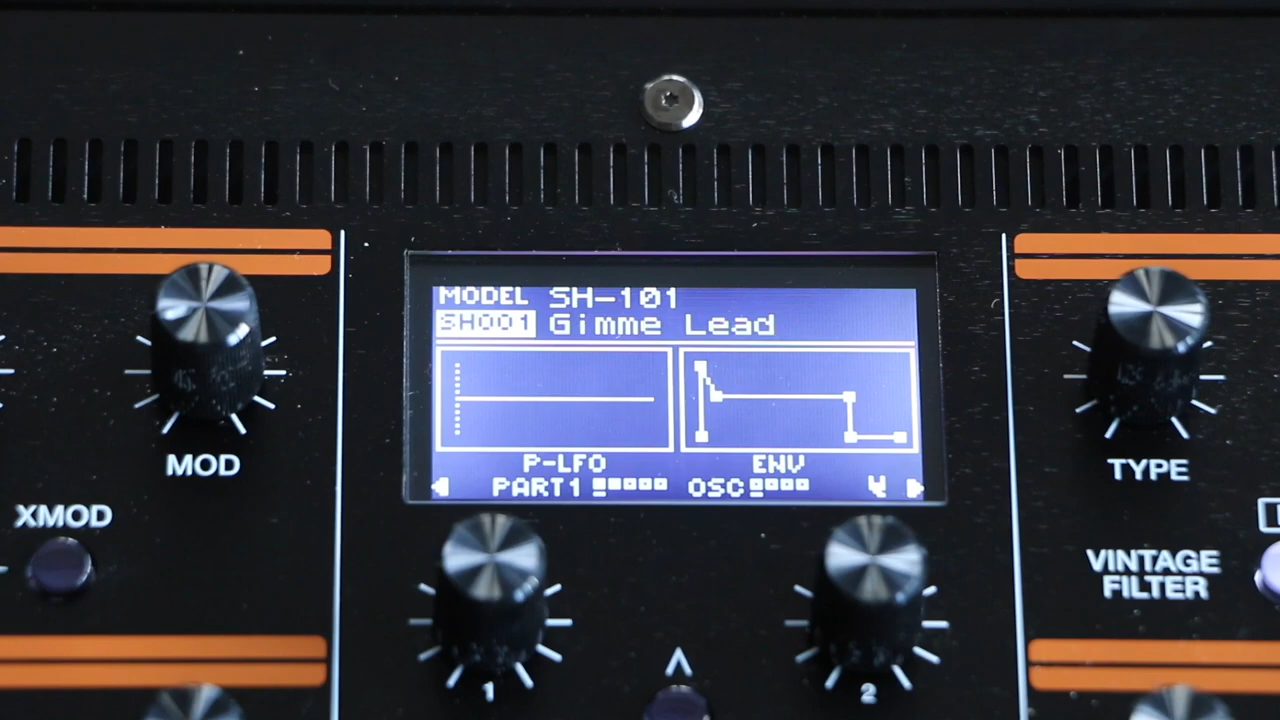 MODEL SH-101
SH001 Gimme Lead
P-LFO ENV
PART1 OSC
MOD
TYPE
XMOD
VINTAGE
FILTER
1
2